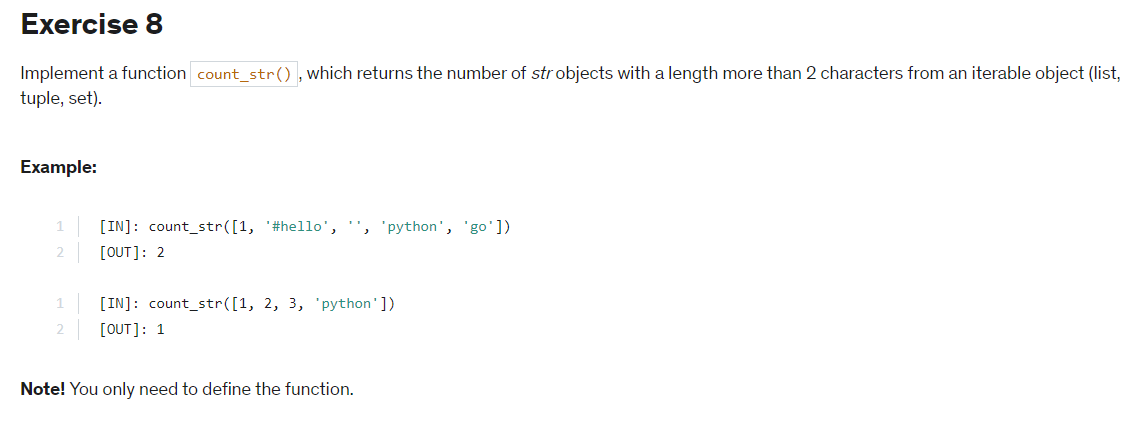 Exercise 8
Implement a function count_str(), which returns the number of str objects with a length more than 2 characters from an iterable object (list,
tuple, set).
Example:
1 [IN]: count_str([1, '#hello', '', 'python', 'go'])
2 [OUT]: 2
1 [IN]: count_str([1, 2, 3, 'python'])
2 [OUT]: 1
Note! You only need to define the function.